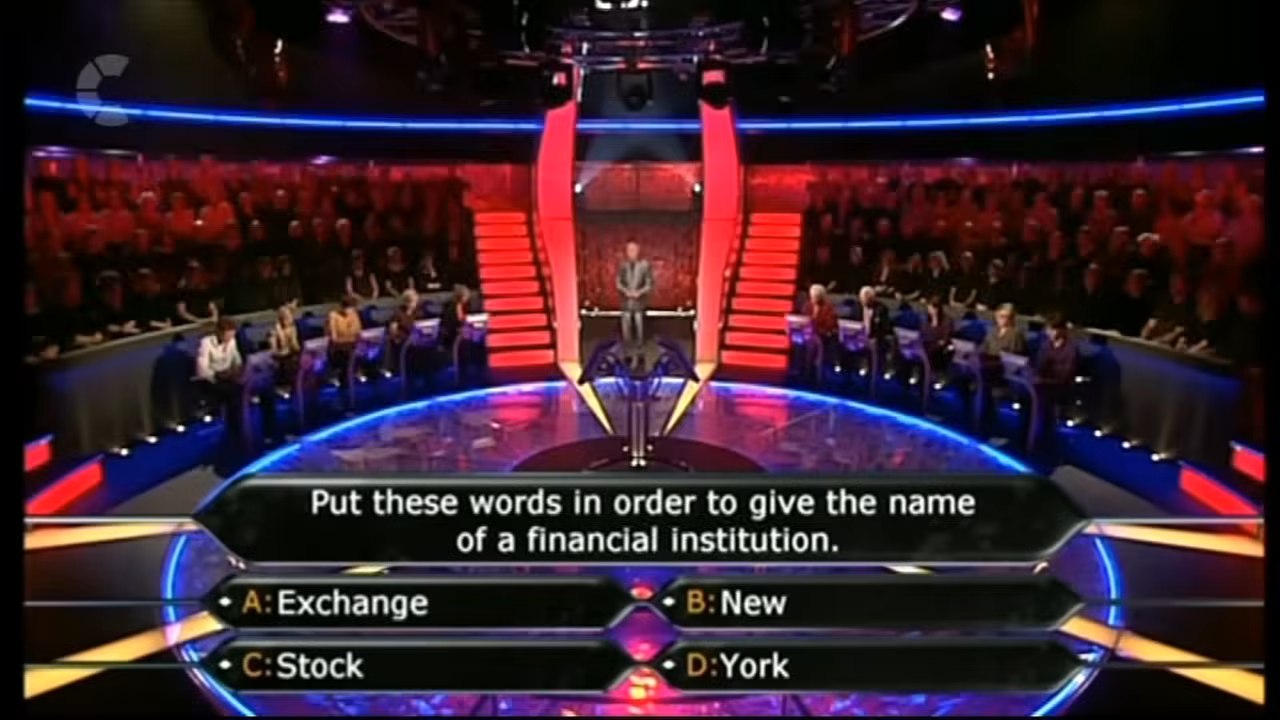 Put these words in order to give the name
of a financial institution.
A: Exchange
B: New
C: Stock
D: York